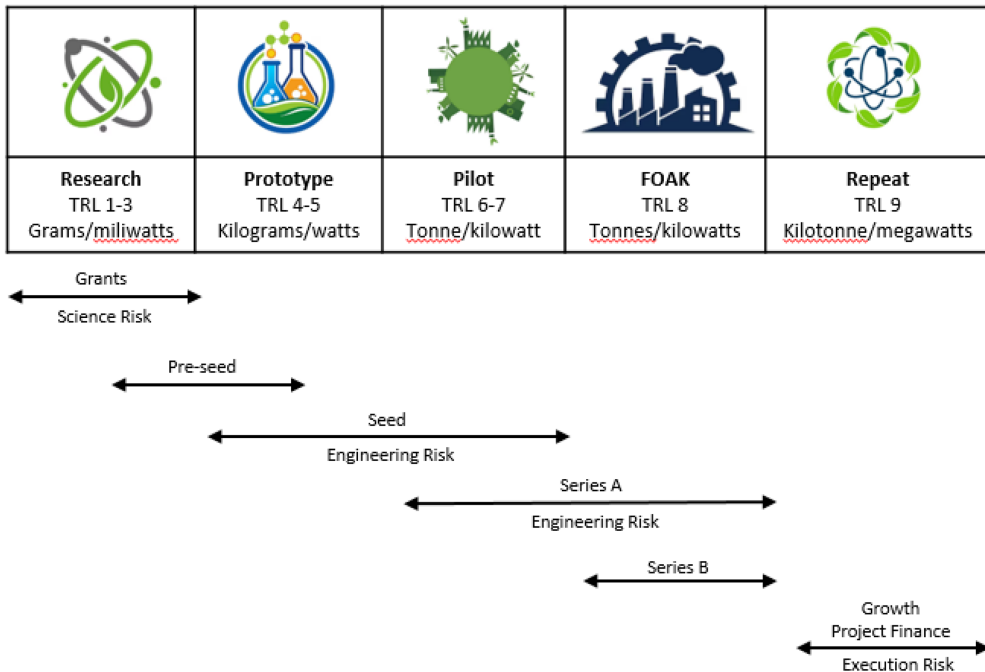 Research
TRL 1-3
Grams/miliwatts
Prototype
TRL 4-5
Kilograms/watts
Pilot
TRL 6-7
Tonne/kilowatt
FOAK
TRL 8
Tonnes/kilowatts
Repeat
TRL 9
Kilotonne/megawatts
Grants
Science Risk
Pre-seed
Seed
Engineering Risk
Series A
Engineering Risk
Series B
Growth
Project Finance
Execution Risk